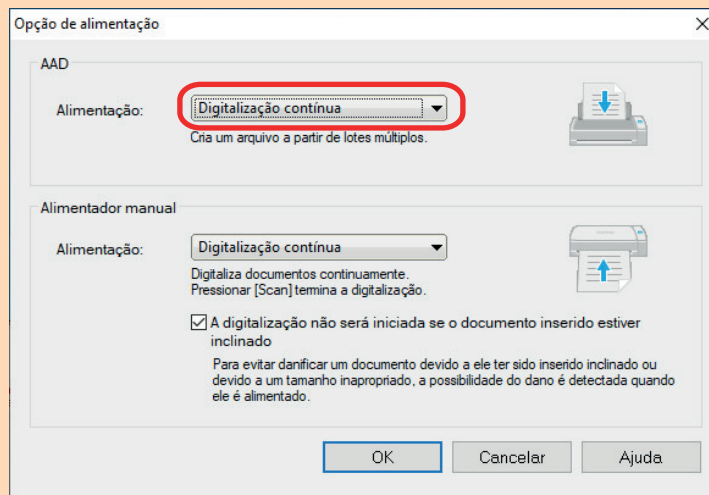 Opção de alimentação
AAD
Alimentação:
Digitalização contínua
Cria um arquivo a partir de lotes múltiplos.
Alimentador manual
Alimentação:
Digitalização contínua
Digitaliza documentos continuamente.
Pressionar [Scan] termina a digitalização.
A digitalização não será iniciada se o documento inserido estiver
inclinado
Para evitar danificar um documento devido a ele ter sido inserido inclinado ou
devido a um tamanho inapropriado, a possibilidade do dano é detectada quando
ele é alimentado.
OK
Cancelar
Ajuda